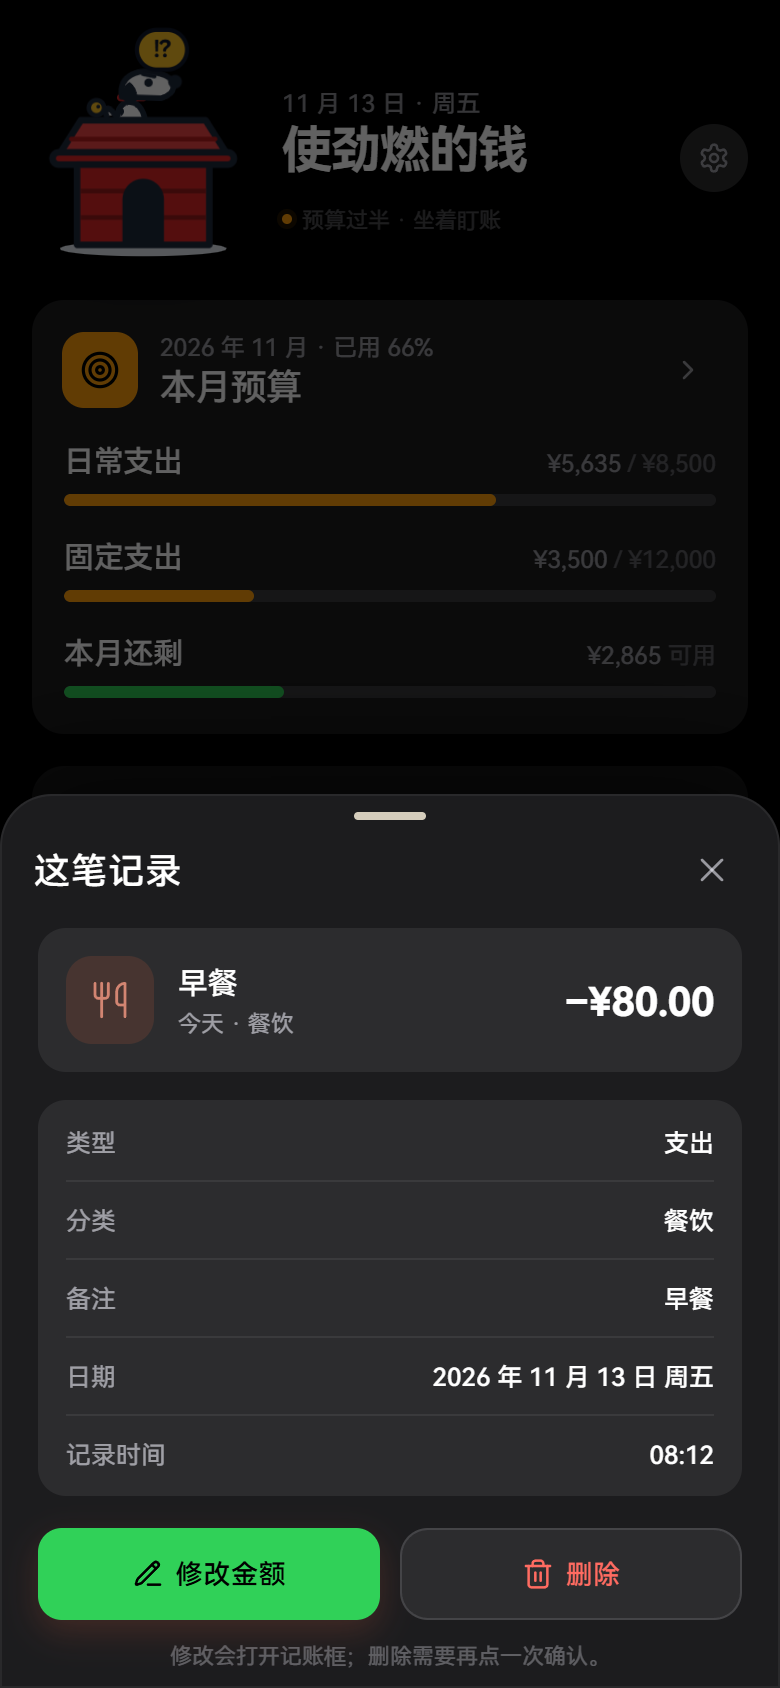 !?
11 月 13 日 · 周五
使劲燃的钱
预算过半 · 坐着盯账
2026 年 11 月 · 已用 66%
本月预算
日常支出 ¥5,635 / ¥8,500
固定支出 ¥3,500 / ¥12,000
本月还剩 ¥2,865 可用
这笔记录
早餐
今天 · 餐饮
−¥80.00
类型 支出
分类 餐饮
备注 早餐
日期 2026 年 11 月 13 日 周五
记录时间 08:12
修改金额 删除
修改会打开记账框；删除需要再点一次确认。